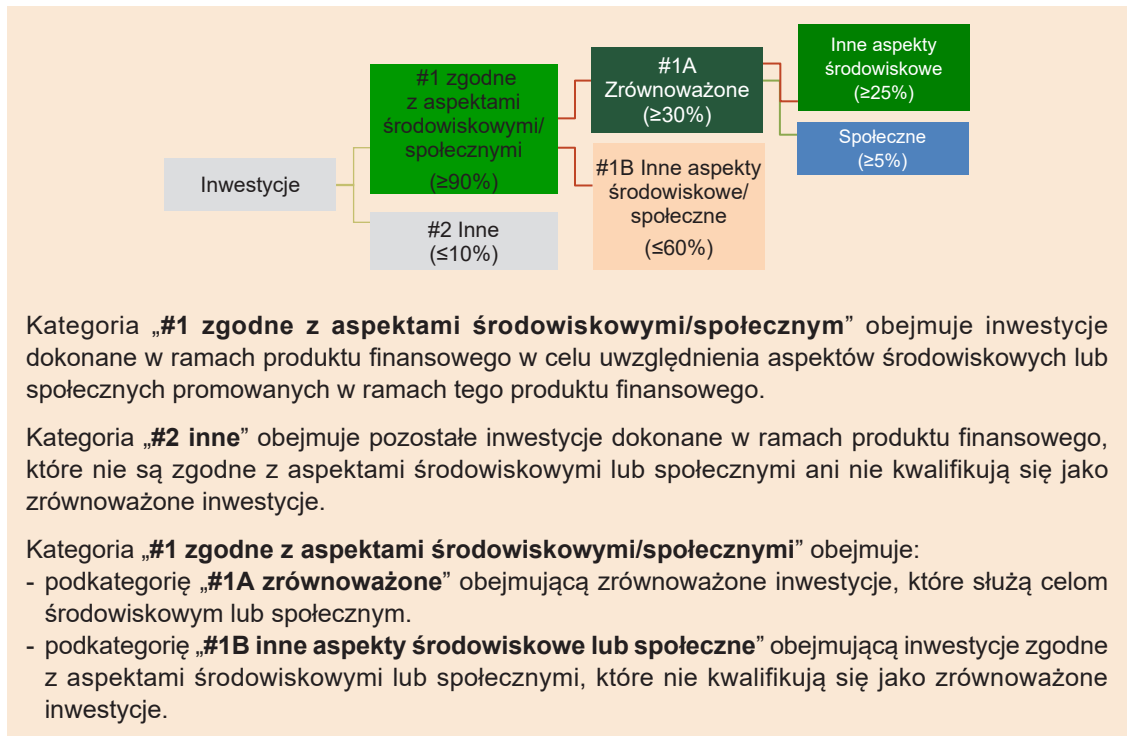 Inwestycje
#1 zgodne
z aspektami
środowiskowymi/
społecznymi
(≥90%)
#2 Inne
(≤10%)
#1A
Zrównoważone
(≥30%)
#1B Inne aspekty
środowiskowe/
społeczne
(≤60%)
Inne aspekty
środowiskowe
(≥25%)
Społeczne
(≥5%)
Kategoria „#1 zgodne z aspektami środowiskowymi/społecznym” obejmuje inwestycje
dokonane w ramach produktu finansowego w celu uwzględnienia aspektów środowiskowych lub
społecznych promowanych w ramach tego produktu finansowego.
Kategoria „#2 inne” obejmuje pozostałe inwestycje dokonane w ramach produktu finansowego,
które nie są zgodne z aspektami środowiskowymi lub społecznymi ani nie kwalifikują się jako
zrównoważone inwestycje.
Kategoria „#1 zgodne z aspektami środowiskowymi/społecznymi” obejmuje:
- podkategorię „#1A zrównoważone” obejmującą zrównoważone inwestycje, które służą celom
środowiskowym lub społecznym.
- podkategorię „#1B inne aspekty środowiskowe lub społeczne” obejmującą inwestycje zgodne
z aspektami środowiskowymi lub społecznymi, które nie kwalifikują się jako zrównoważone
inwestycje.